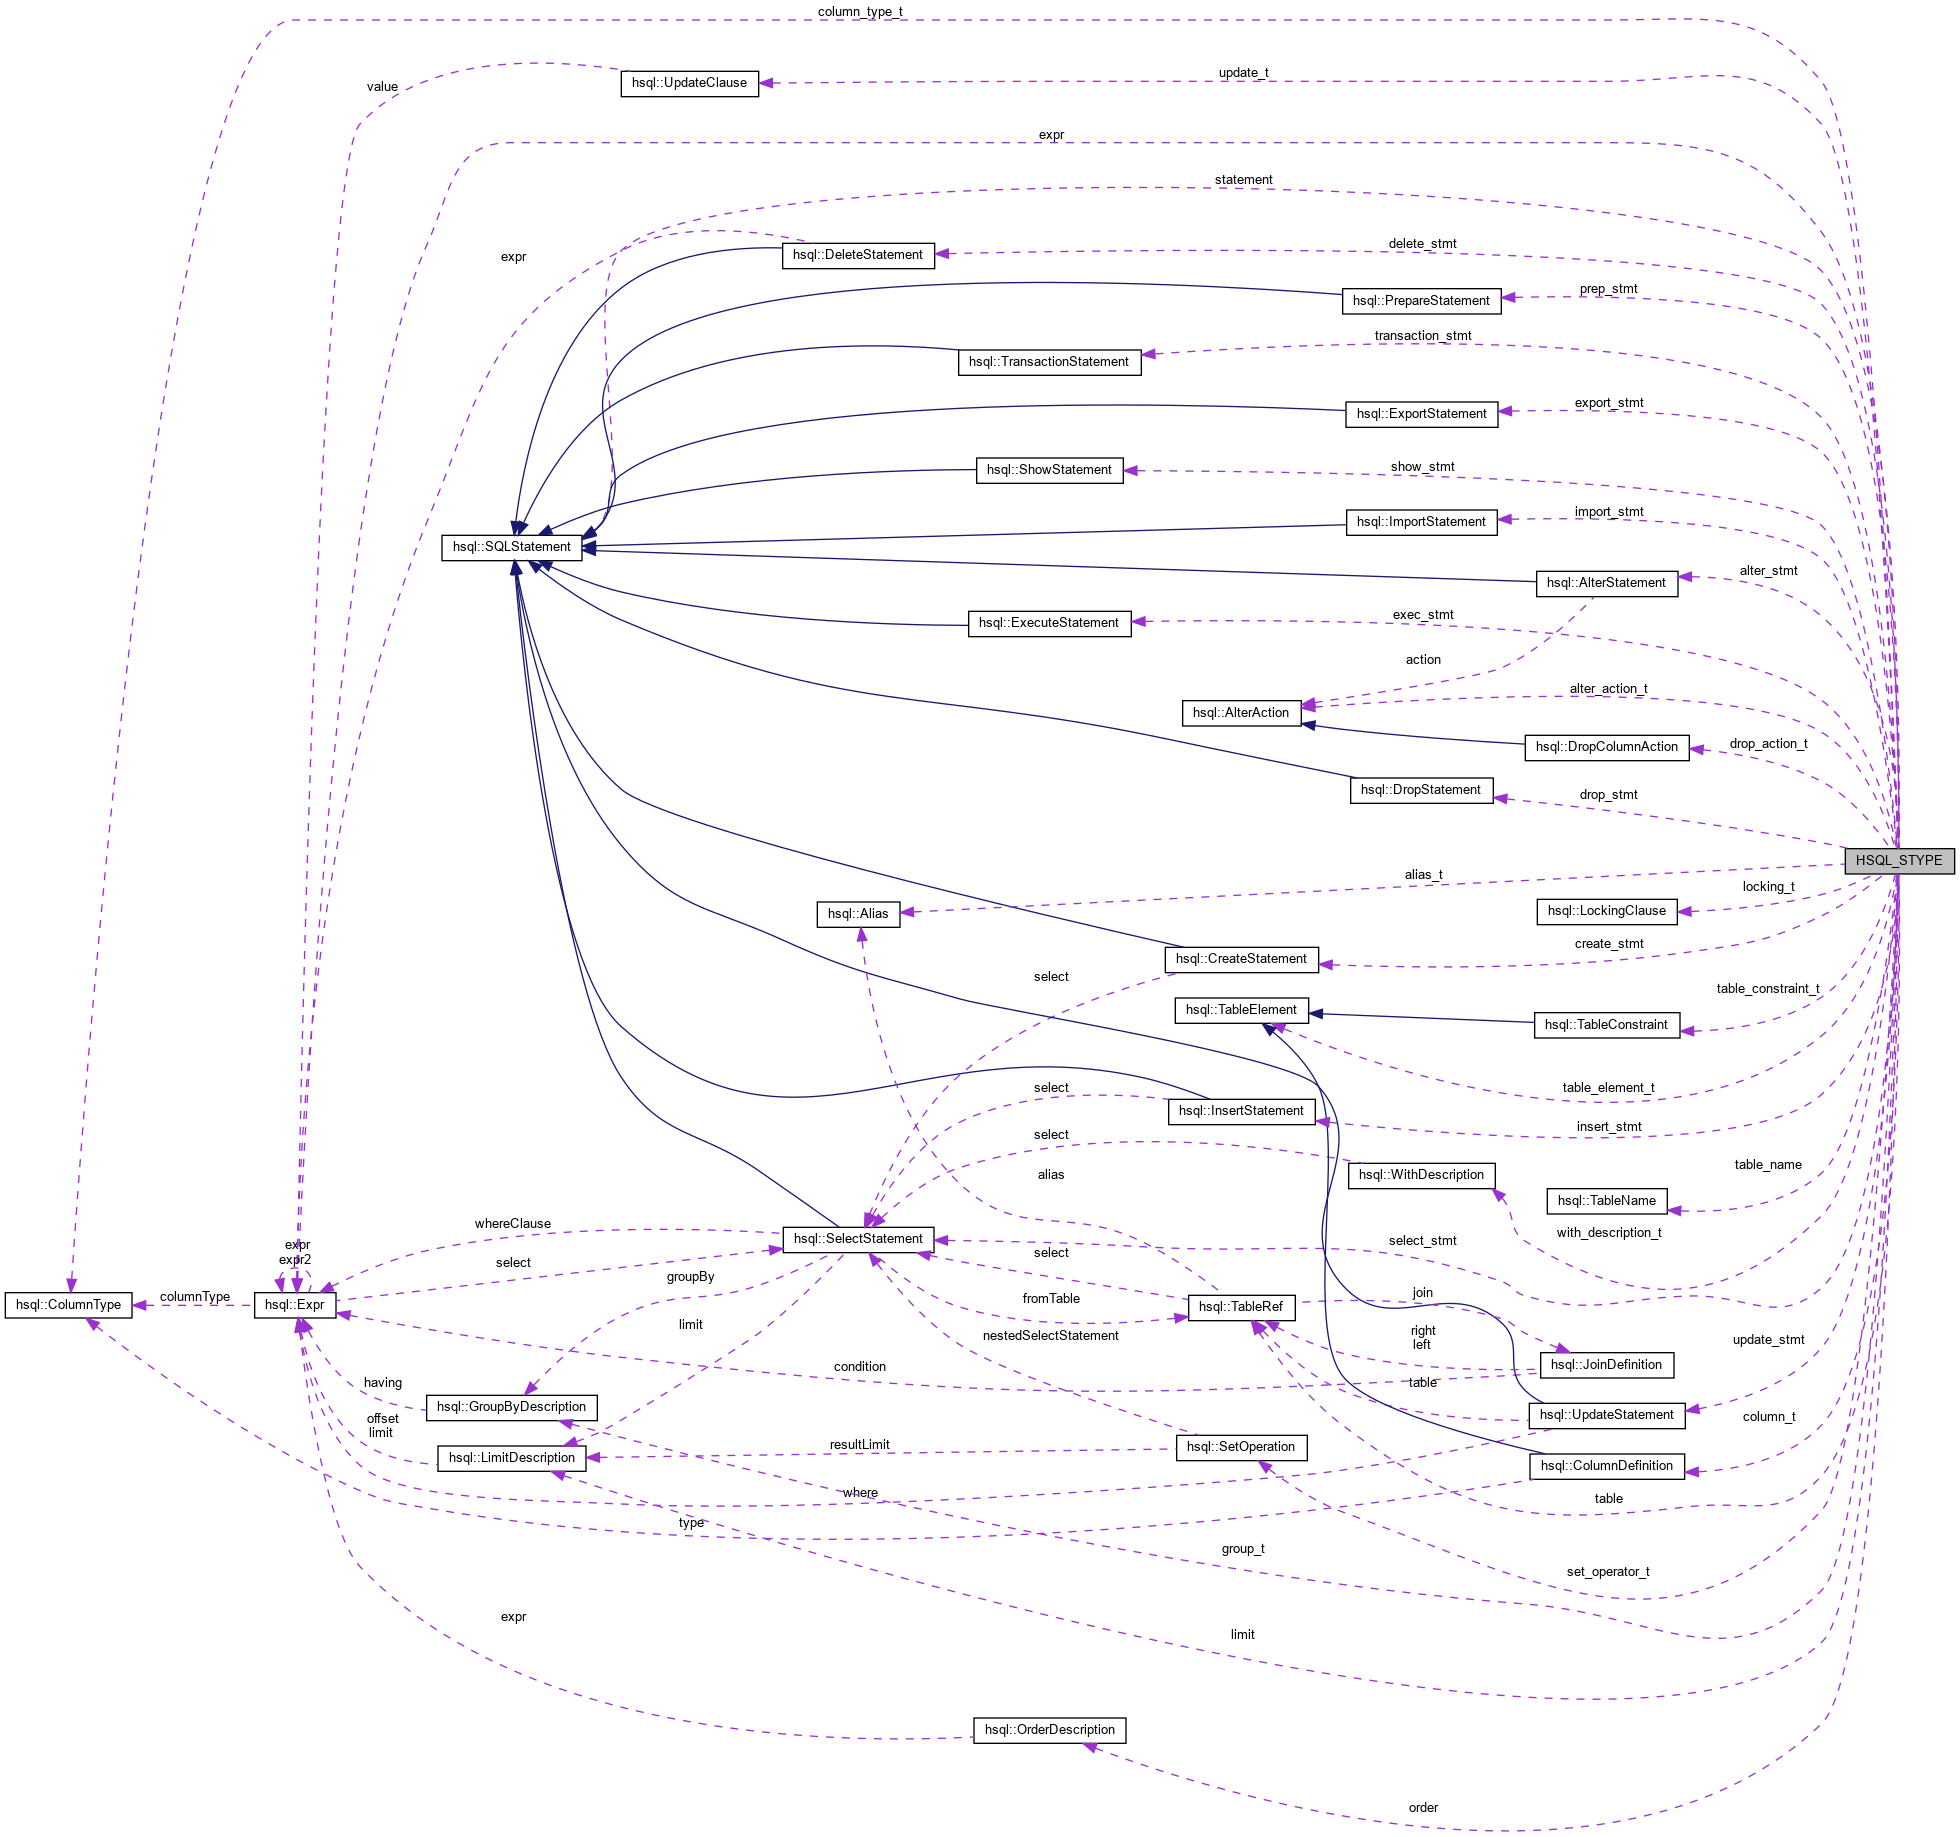 column_type_t
update_t
hsql::UpdateClause
value
expr
statement
delete_stmt
hsql::DeleteStatement
expr
prep_stmt
hsql::PrepareStatement
transaction_stmt
hsql::TransactionStatement
export_stmt
hsql::ExportStatement
show_stmt
hsql::ShowStatement
import_stmt
hsql::ImportStatement
hsql::SQLStatement
alter_stmt
hsql::AlterStatement
exec_stmt
hsql::ExecuteStatement
action
alter_action_t
hsql::AlterAction
drop_action_t
hsql::DropColumnAction
drop_stmt
hsql::DropStatement
HSQL_STYPE
alias_t
locking_t
hsql::Alias
hsql::LockingClause
create_stmt
hsql::CreateStatement
select
table_constraint_t
hsql::TableElement
hsql::TableConstraint
select
table_element_t
hsql::InsertStatement
insert_stmt
select
alias
table_name
hsql::WithDescription
hsql::TableName
whereClause
with_description_t
hsql::SelectStatement
select_stmt
expr
expr2
select
select
groupBy
columnType
fromTable
join
hsql::ColumnType
hsql::Expr
hsql::TableRef
limit
nestedSelectStatement
right
left
update_stmt
condition
hsql::JoinDefinition
having
table
hsql::GroupByDescription
hsql::UpdateStatement
offset
limit
column_t
resultLimit
hsql::SetOperation
hsql::LimitDescription
hsql::ColumnDefinition
where
table
type
group_t
set_operator_t
expr
limit
hsql::OrderDescription
order